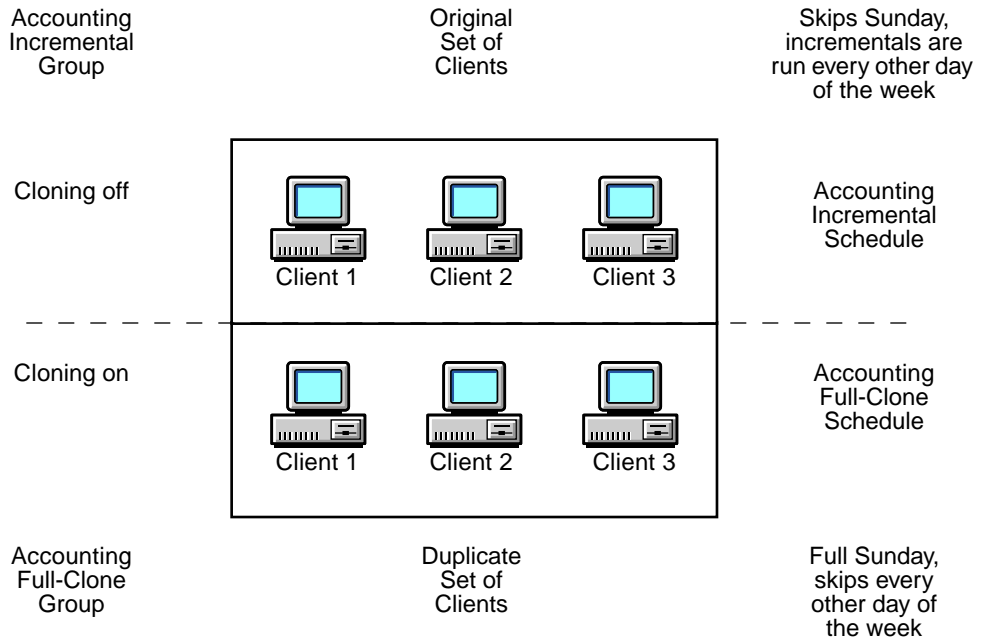 Accounting
Incremental
Group
Original
Set of
Clients
Skips Sunday,
incrementals are
run every other day
of the week
Cloning off
Client 1
Client 2
Client 3
Accounting
Incremental
Schedule
Cloning on
Client 1
Client 2
Client 3
Accounting
Full-Clone
Schedule
Accounting
Full-Clone
Group
Duplicate
Set of
Clients
Full Sunday,
skips every
other day of
the week